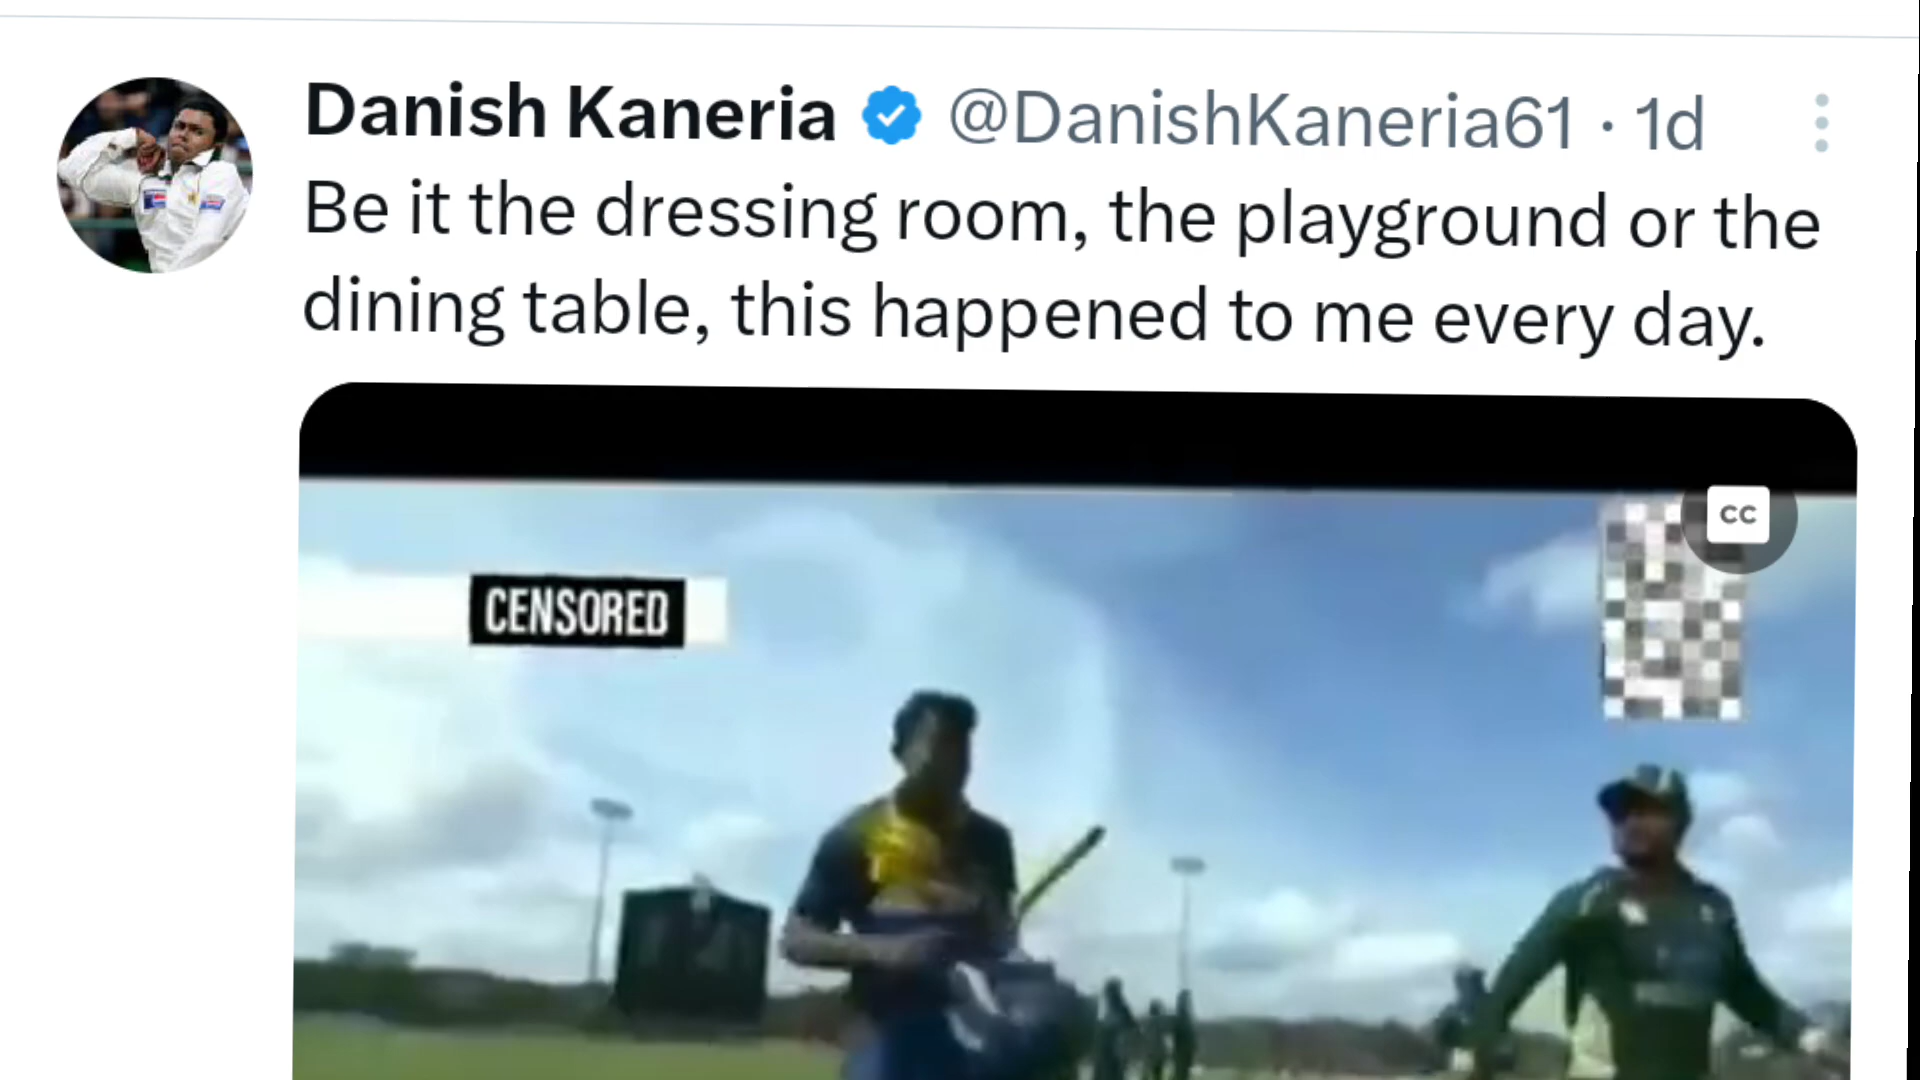 Danish Kaneria @DanishKaneria61 · 1d
Be it the dressing room, the playground or the
dining table, this happened to me every day.
CC
CENSORED